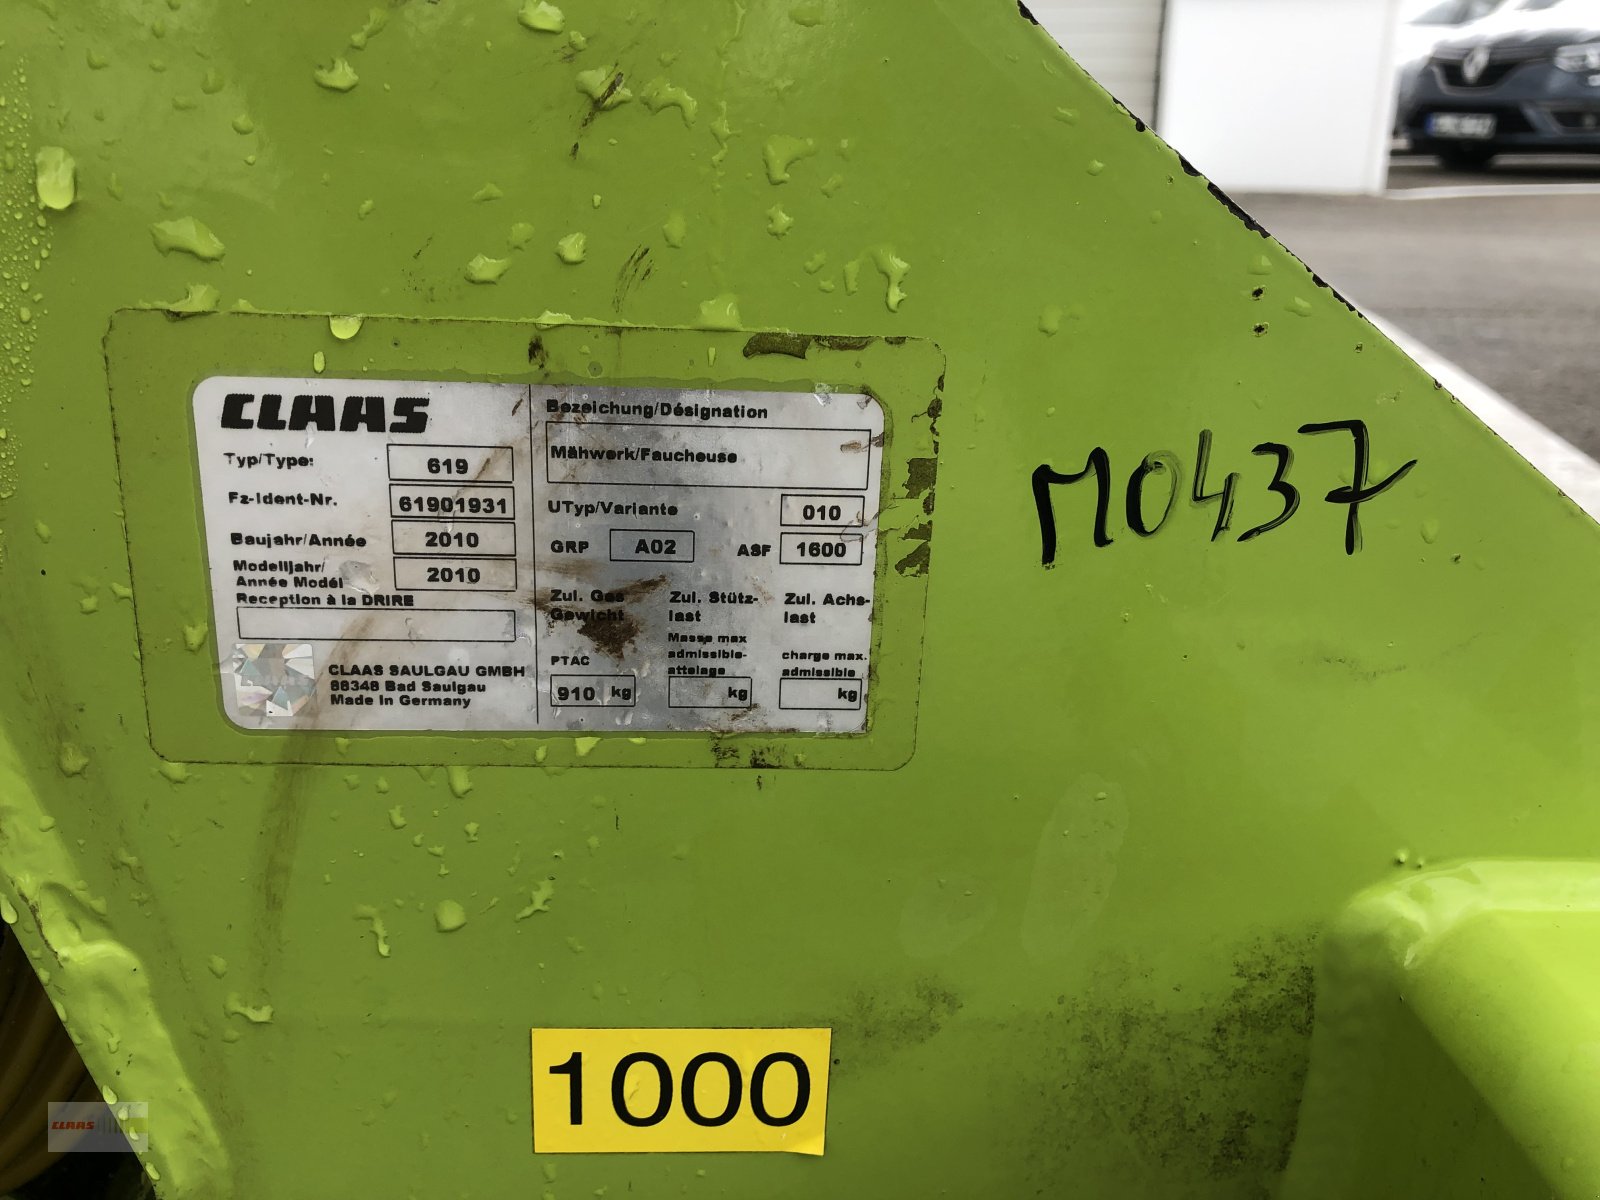 CLAAS
Typ/Type: 619
Fz-Ident-Nr. 61901931
Baujahr/Année 2010
Modelljahr/
Année Modél 2010
Reception à la DRIRE
CLAAS SAULGAU GMBH
88348 Bad Saulgau
Made in Germany
Bezeichung/Désignation
Mähwerk/Faucheuse
UTyp/Variante 010
GRP A02 ASF 1600
Zul. Ges Zul. Stütz- Zul. Achs-
Gewicht last last
Masse max
admissible- charge max.
PTAC attelage admissible
910 kg kg kg
M0437
1000
CLAAS